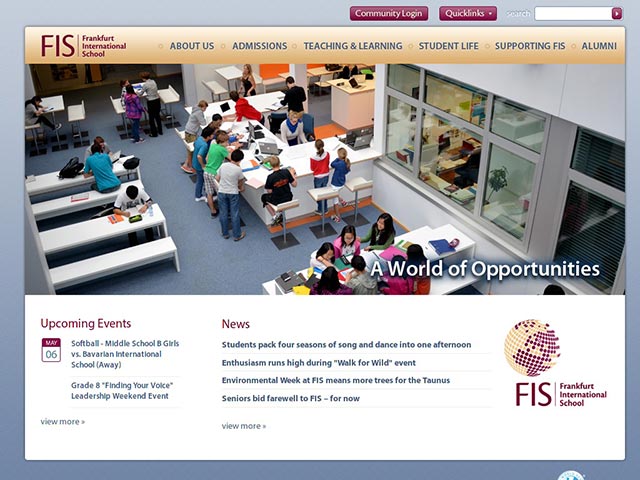 Community Login
Quicklinks
search
FIS
Frankfurt
International
School
ABOUT US
ADMISSIONS
TEACHING & LEARNING
STUDENT LIFE
SUPPORTING FIS
ALUMNI
A World of Opportunities
Upcoming Events
MAY
06
Softball - Middle School B Girls
vs. Bavarian International
School (Away)
Grade 8 "Finding Your Voice"
Leadership Weekend Event
view more »
News
Students pack four seasons of song and dance into one afternoon
Enthusiasm runs high during "Walk for Wild" event
Environmental Week at FIS means more trees for the Taunus
Seniors bid farewell to FIS – for now
view more »
FIS
Frankfurt
International
School